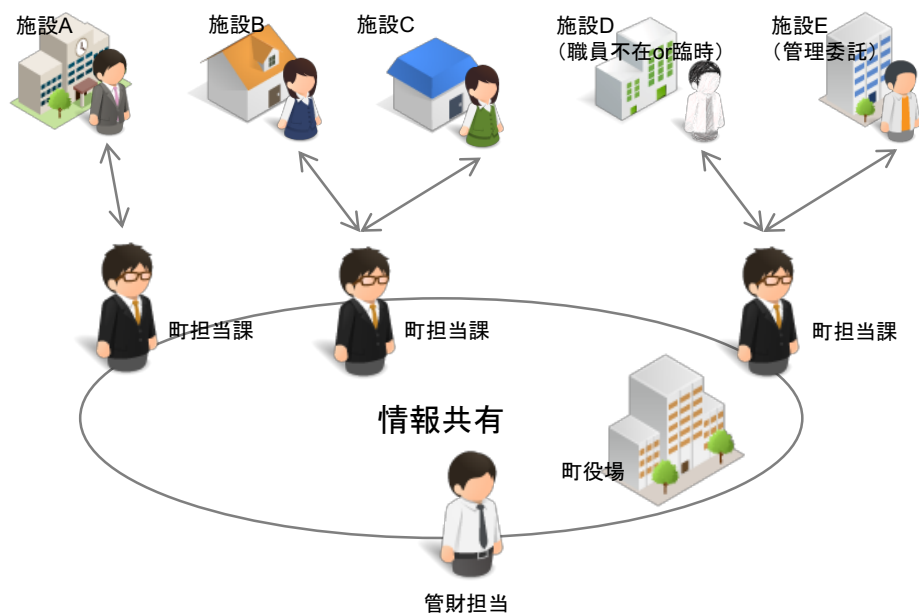 施設A
施設B
施設C
施設D
（職員不在or臨時）
施設E
（管理委託）
町担当課
町担当課
町担当課
情報共有
町役場
管財担当